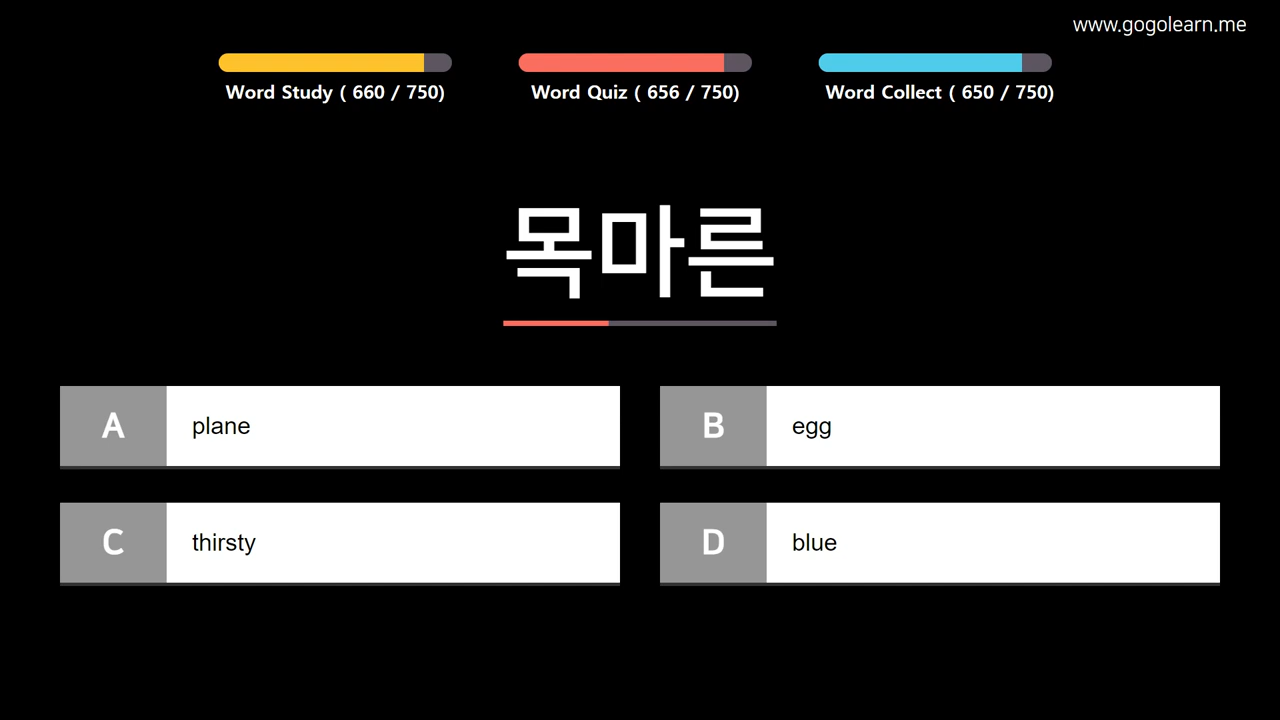 www.gogolearn.me
Word Study ( 660 / 750)
Word Quiz ( 656 / 750)
Word Collect ( 650 / 750)
목마른
A plane
B egg
C thirsty
D blue